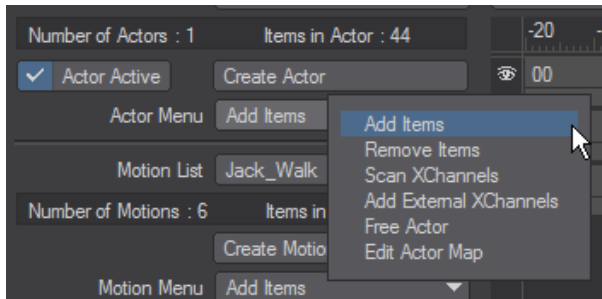 Number of Actors : 1 Items in Actor : 44 -20
Actor Active Create Actor 00
Actor Menu Add Items
Add Items
Remove Items
Scan XChannels
Add External XChannels
Free Actor
Edit Actor Map
Motion List Jack_Walk
Number of Motions : 6 Items in
Create Motio
Motion Menu Add Items